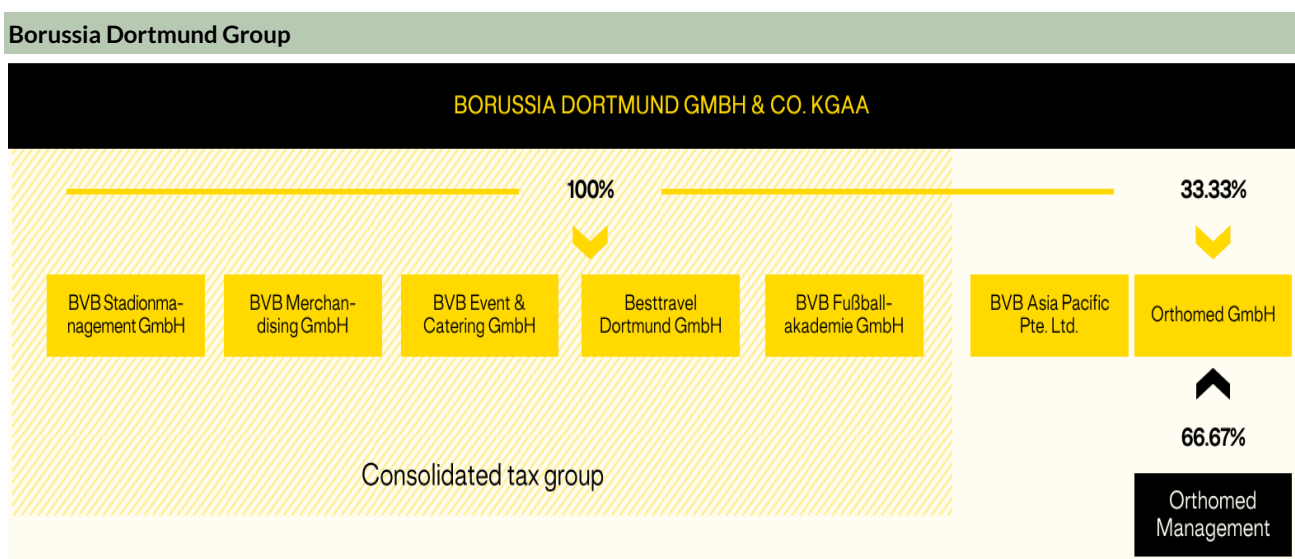 Borussia Dortmund Group
BORUSSIA DORTMUND GMBH & CO. KGAA
100%
33.33%
BVB Stadionma-
nagement GmbH
BVB Merchan-
dising GmbH
BVB Event &
Catering GmbH
Besttravel
Dortmund GmbH
BVB Fußball-
akademie GmbH
BVB Asia Pacific
Pte. Ltd.
Orthomed GmbH
66.67%
Consolidated tax group
Orthomed
Management